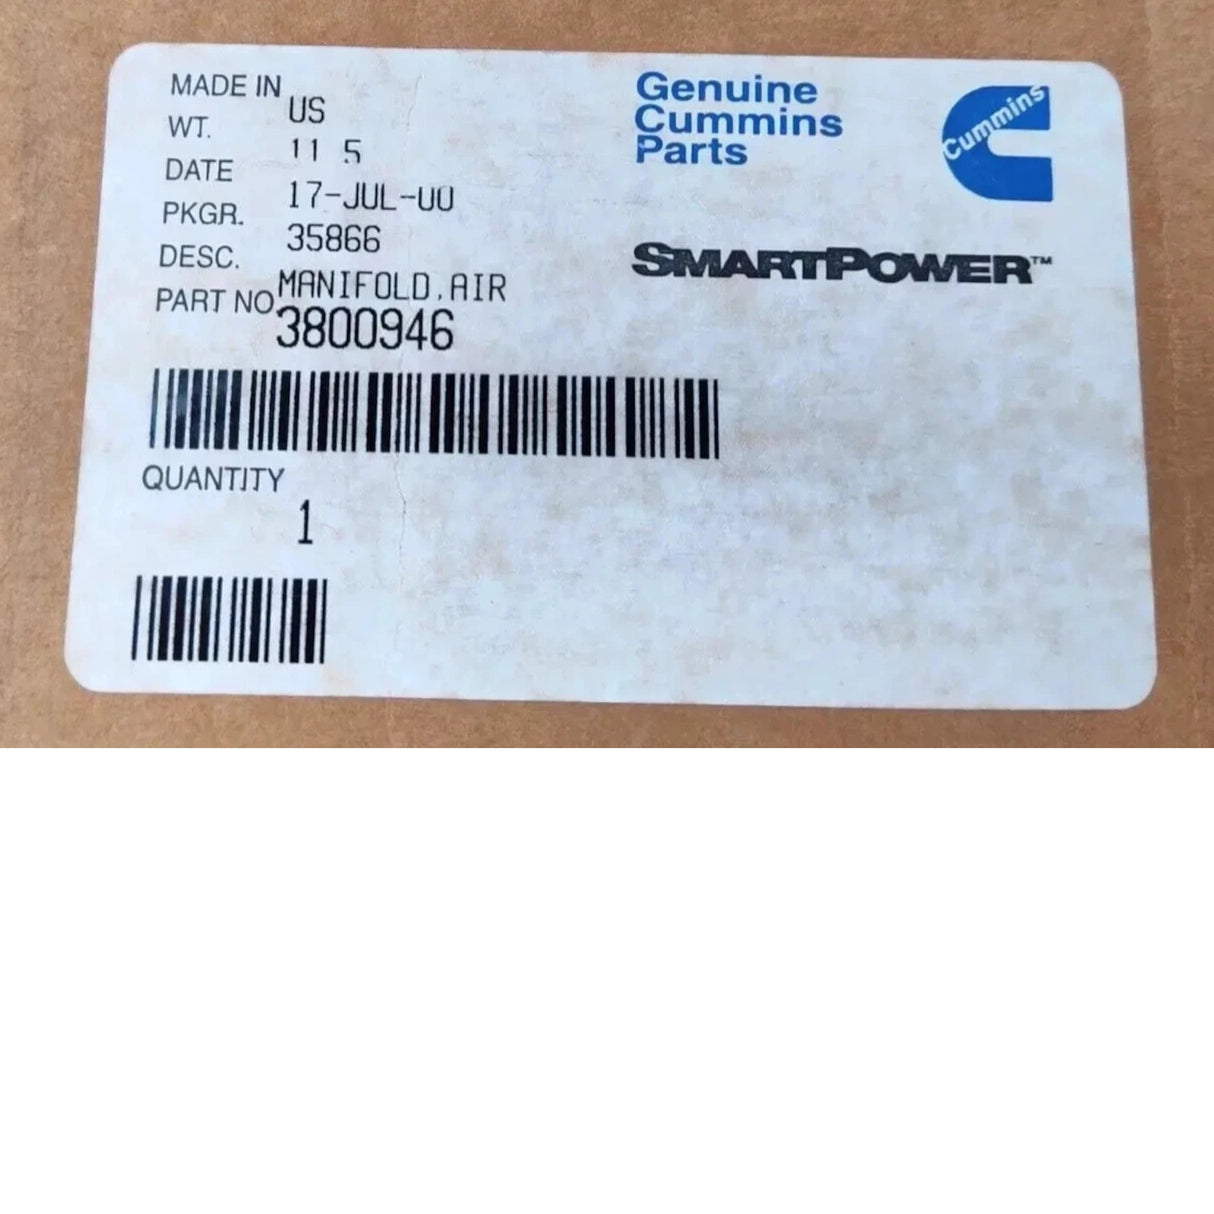 MADE IN US
WT. 11 5
DATE 17-JUL-00
PKGR. 35866
DESC. MANIFOLD,AIR
PART NO. 3800946
QUANTITY
1
Genuine
Cummins
Parts
Cummins
SMARTPOWER™